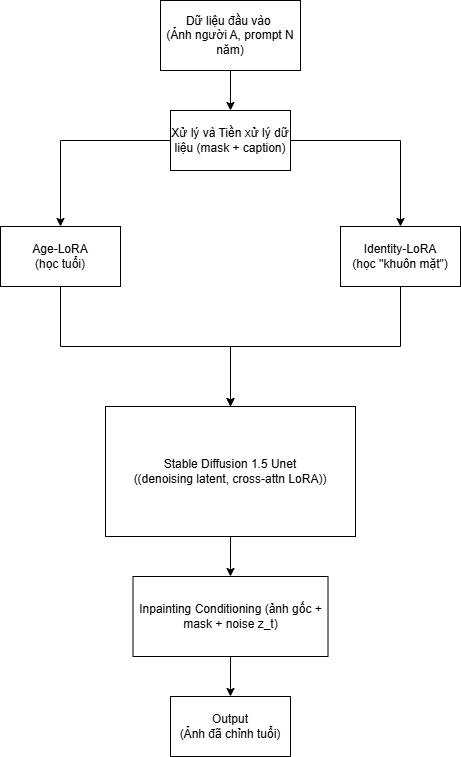 Dữ liệu đầu vào
(Ảnh người A, prompt N
năm)
Xử lý và Tiền xử lý dữ
liệu (mask + caption)
Age-LoRA
(học tuổi)
Identity-LoRA
(học "khuôn mặt")
Stable Diffusion 1.5 Unet
((denoising latent, cross-attn LoRA))
Inpainting Conditioning (ảnh gốc +
mask + noise z_t)
Output
(Ảnh đã chỉnh tuổi)